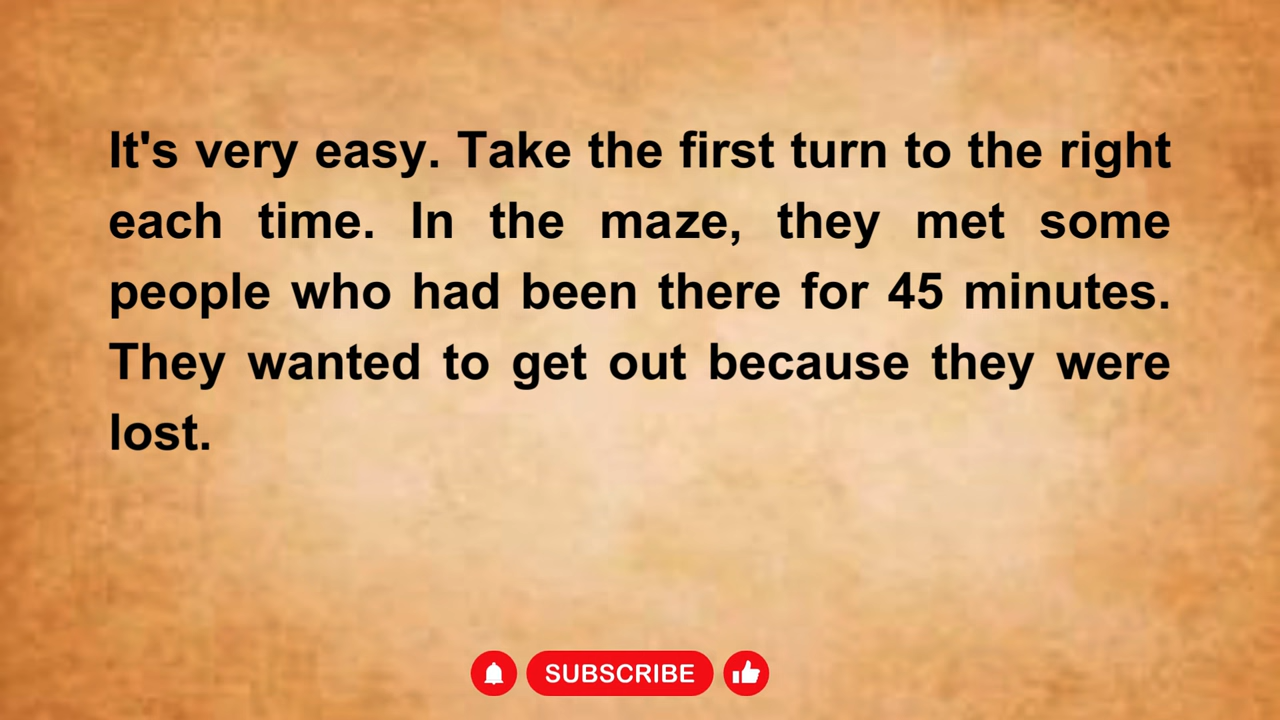 It's very easy. Take the first turn to the right
each time. In the maze, they met some
people who had been there for 45 minutes.
They wanted to get out because they were
lost.
SUBSCRIBE